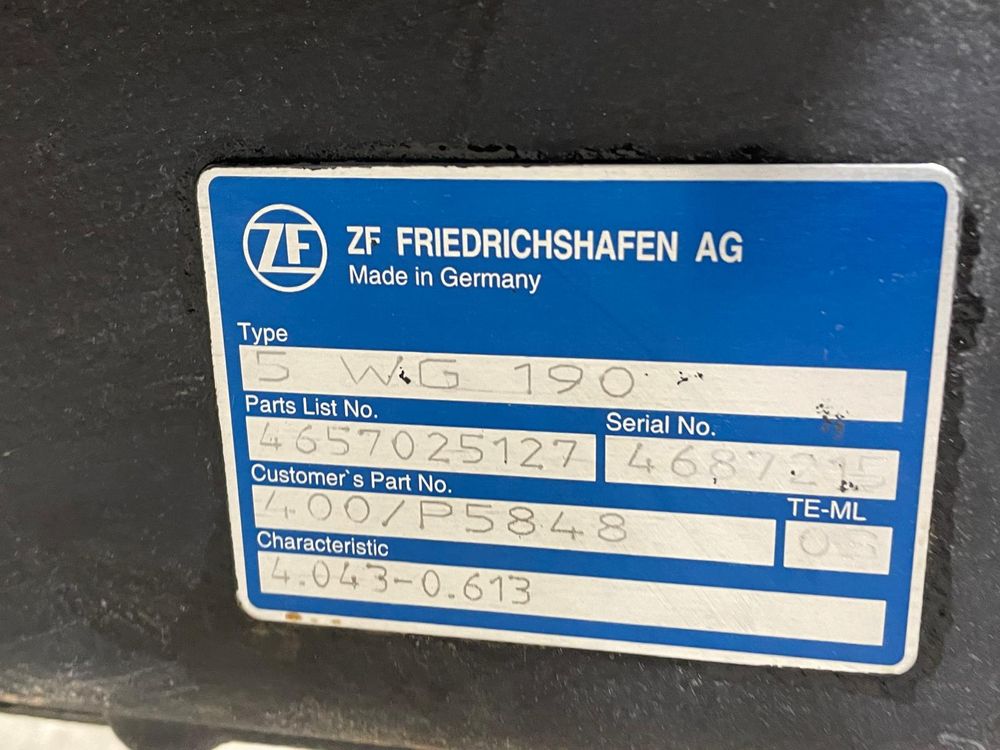 ZF
ZF FRIEDRICHSHAFEN AG
Made in Germany
Type
5 WG 190
Parts List No.
Serial No.
4657025127
4687215
Customer`s Part No.
TE-ML
400/P5848
Characteristic
4.043-0.613